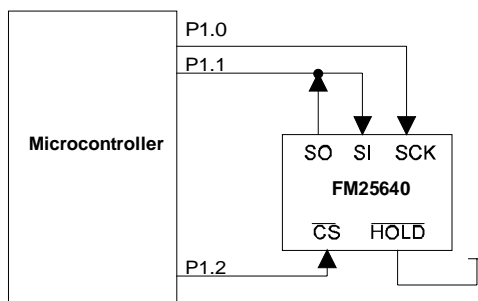 P1.0
P1.1
Microcontroller
SO SI SCK
FM25640
CS HOLD
P1.2